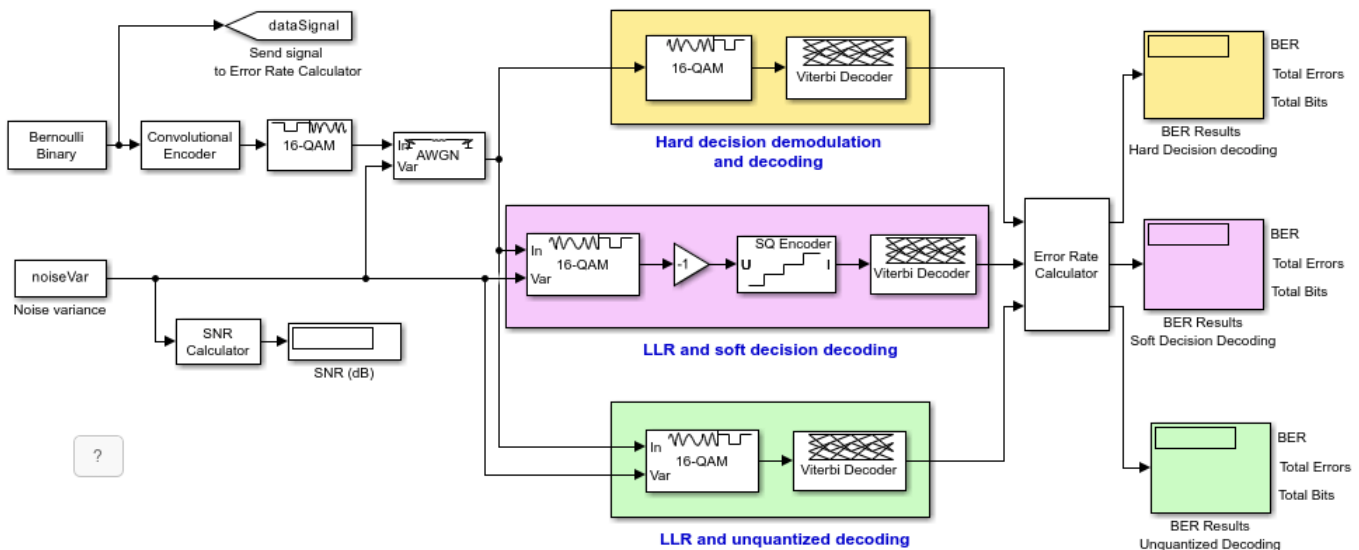 dataSignal
Send signal
to Error Rate Calculator
Bernoulli
Binary
Convolutional
Encoder
16-QAM
In
Var
AWGN
noiseVar
Noise variance
SNR
Calculator
SNR (dB)
?
16-QAM
Viterbi Decoder
Hard decision demodulation
and decoding
In
Var
16-QAM
-1
SQ Encoder
U
I
Viterbi Decoder
LLR and soft decision decoding
In
Var
16-QAM
Viterbi Decoder
LLR and unquantized decoding
Error Rate
Calculator
BER
Total Errors
Total Bits
BER Results
Hard Decision decoding
BER
Total Errors
Total Bits
BER Results
Soft Decision Decoding
BER
Total Errors
Total Bits
BER Results
Unquantized Decoding